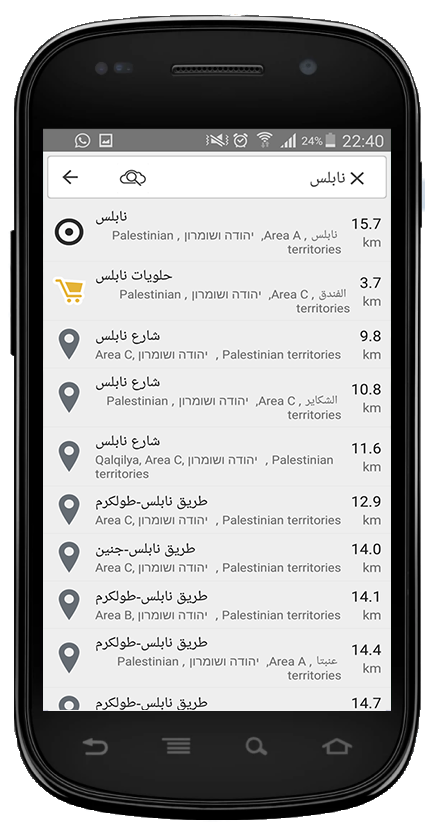 24% 22:40
نابلس
نابلس
15.7
نابلس , Area A, יהודה ושומרון , Palestinian
km
territories
حلويات نابلس
3.7
الفندق , Area C, יהודה ושומרון , Palestinian
km
territories
شارع نابلس
9.8
Area C, יהודה ושומרון , Palestinian territories
km
شارع نابلس
10.8
الشكاير , Area C, יהודה ושומרון , Palestinian
km
territories
شارع نابلس
11.6
Qalqilya, Area C, יהודה ושומרון , Palestinian
km
territories
طريق نابلس-طولكرم
12.9
Area C, יהודה ושומרון , Palestinian territories
km
طريق نابلس-جنين
14.0
Area C, יהודה ושומרון , Palestinian territories
km
طريق نابلس-طولكرم
14.1
Area B, יהודה ושומרון , Palestinian territories
km
طريق نابلس-طولكرم
14.4
عنبتا , Area A, יהודה ושומרון , Palestinian
km
territories
طريق نابلس-طولكرم
14.7